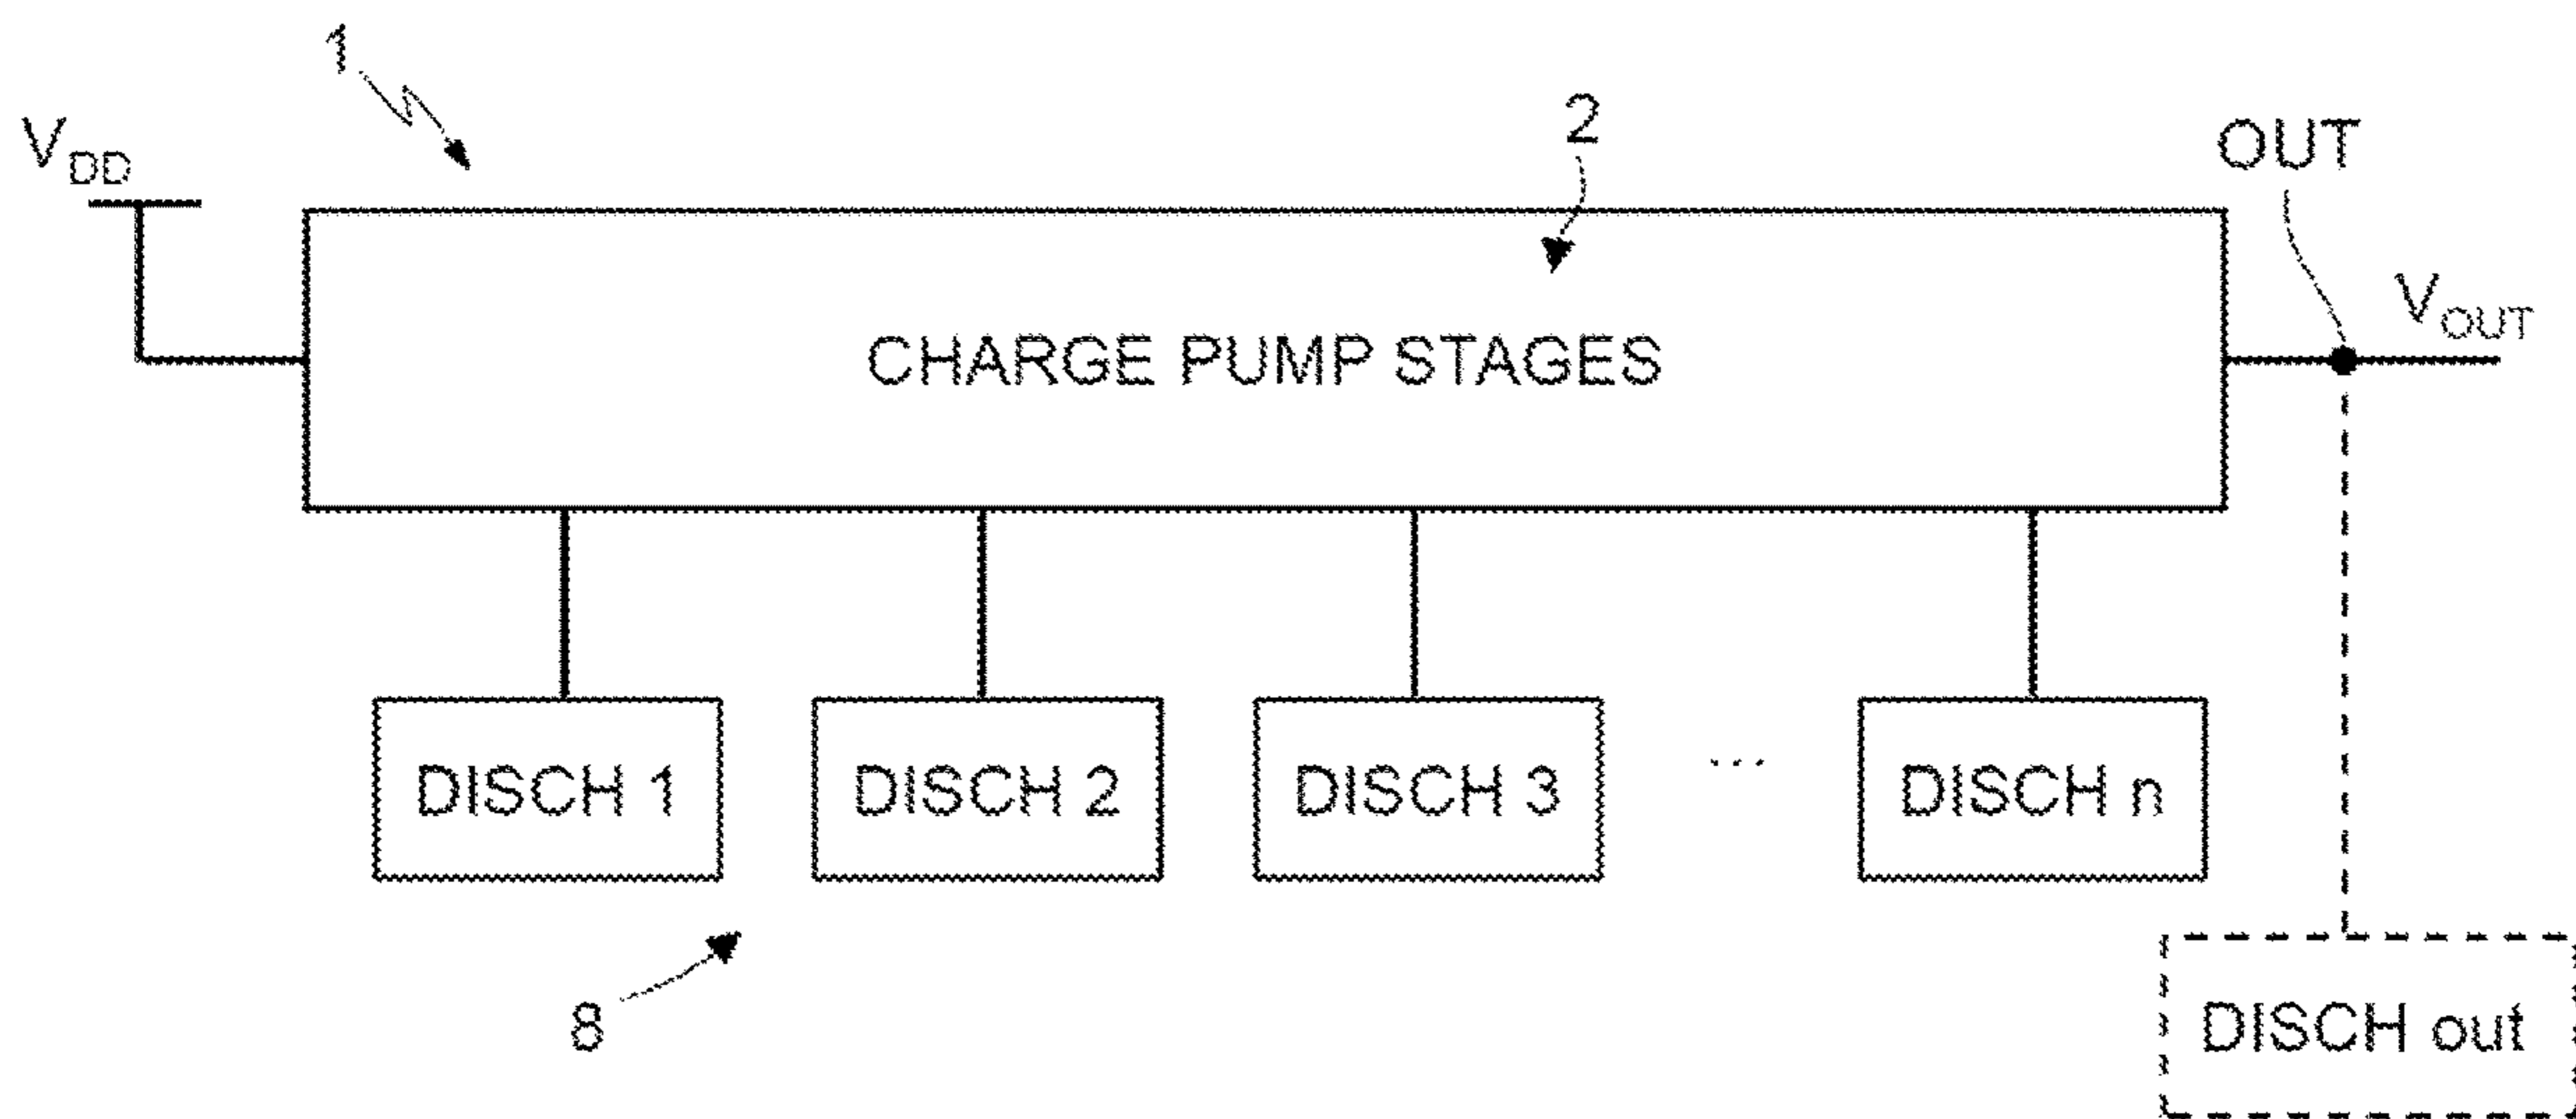 1
2
V_DD
OUT
V_OUT
CHARGE PUMP STAGES
DISCH 1
DISCH 2
DISCH 3
...
DISCH n
8
DISCH out